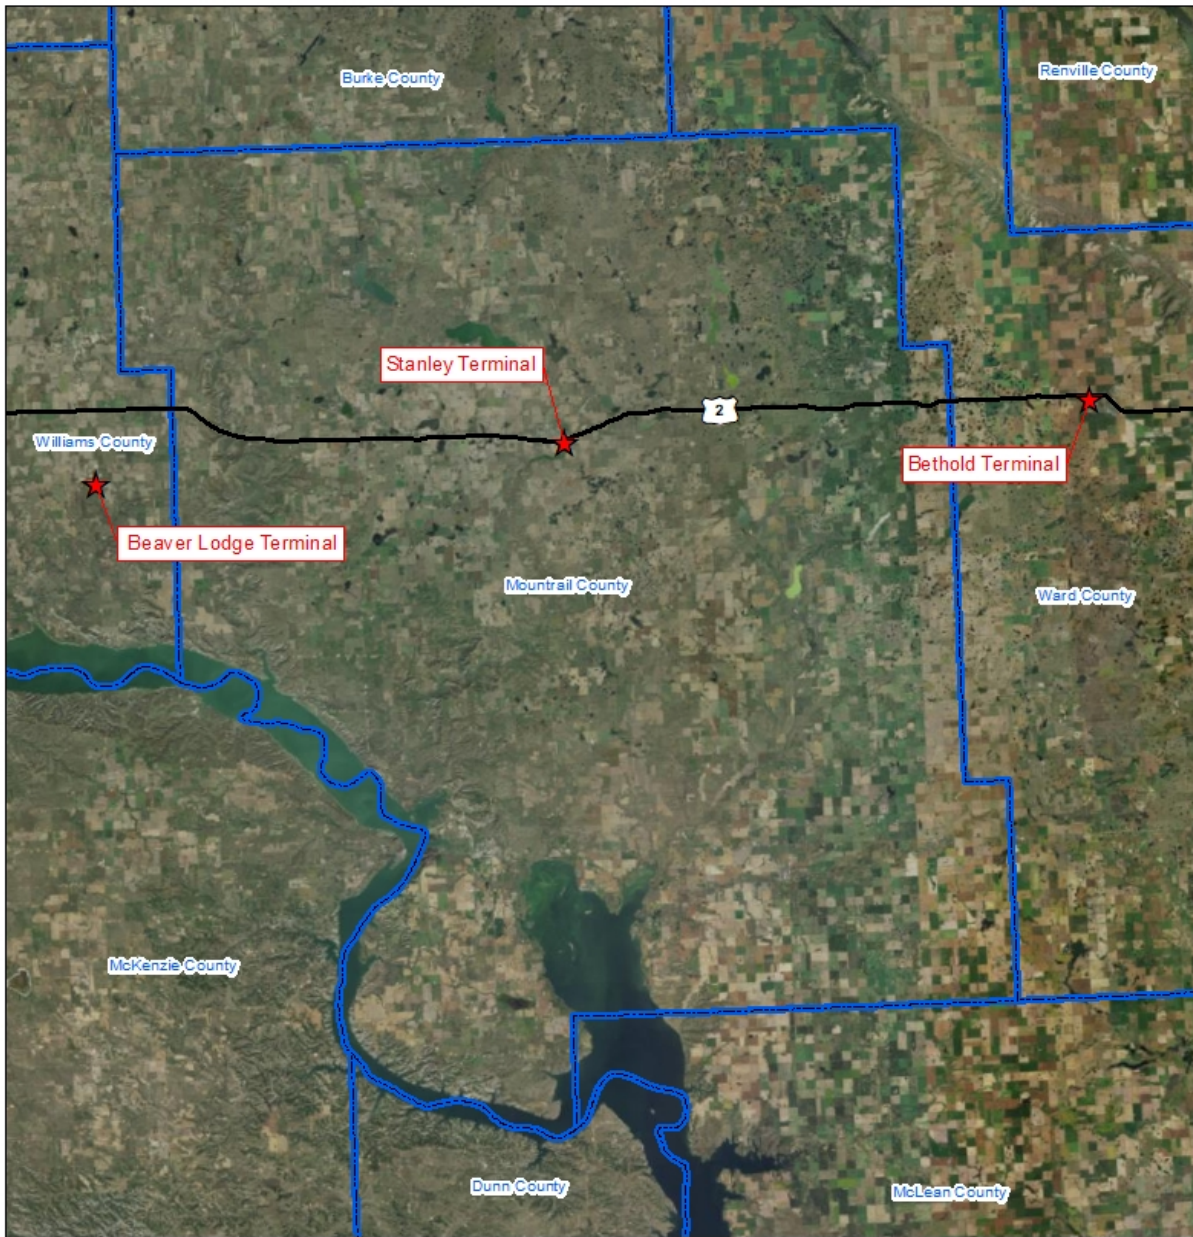 Burke County
Renville County
Stanley Terminal
2
Williams County
Bethold Terminal
Beaver Lodge Terminal
Mountrail County
Ward County
McKenzie County
Dunn County
McLean County